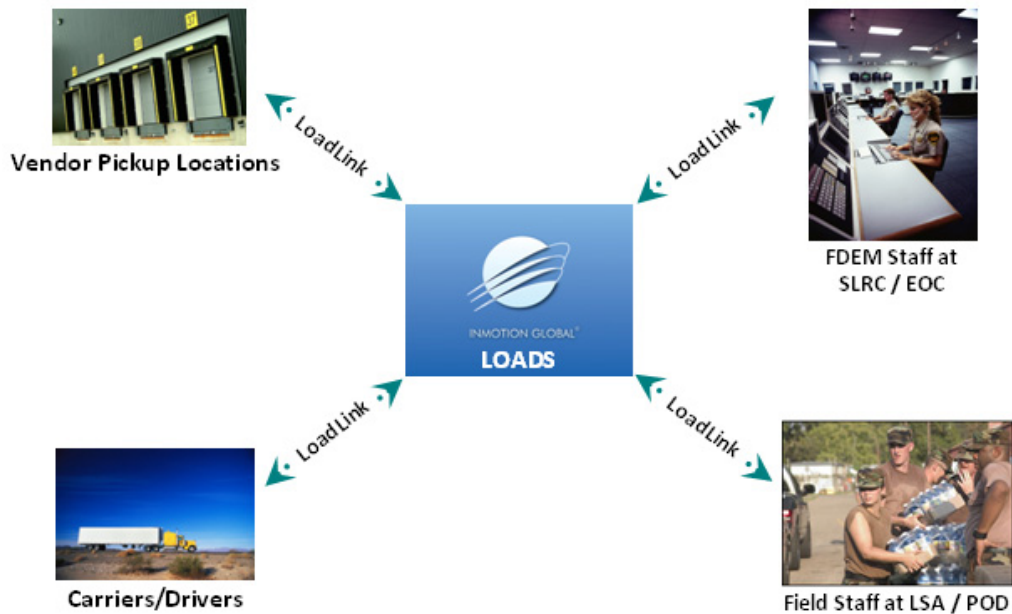 Vendor Pickup Locations
LoadLink
LoadLink
FDEM Staff at
SLRC / EOC
INMOTION GLOBAL®
LOADS
LoadLink
LoadLink
Carriers/Drivers
Field Staff at LSA / POD